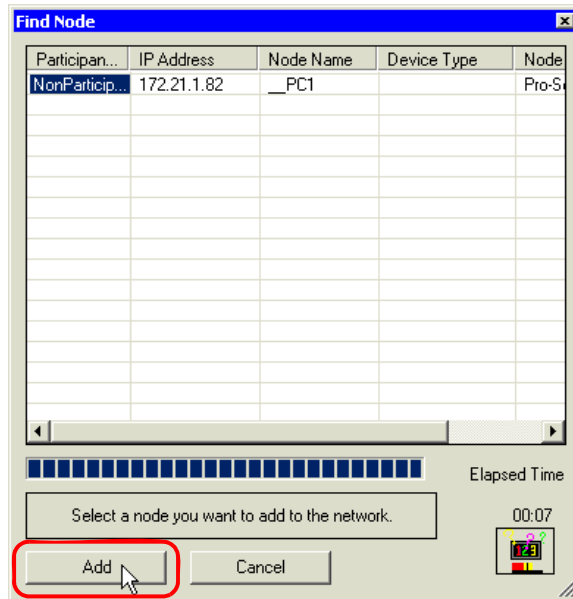 Find Node
Participan... IP Address Node Name Device Type Node
NonParticip... 172.21.1.82 __PC1 Pro-S
Elapsed Time
Select a node you want to add to the network. 00:07
Add Cancel